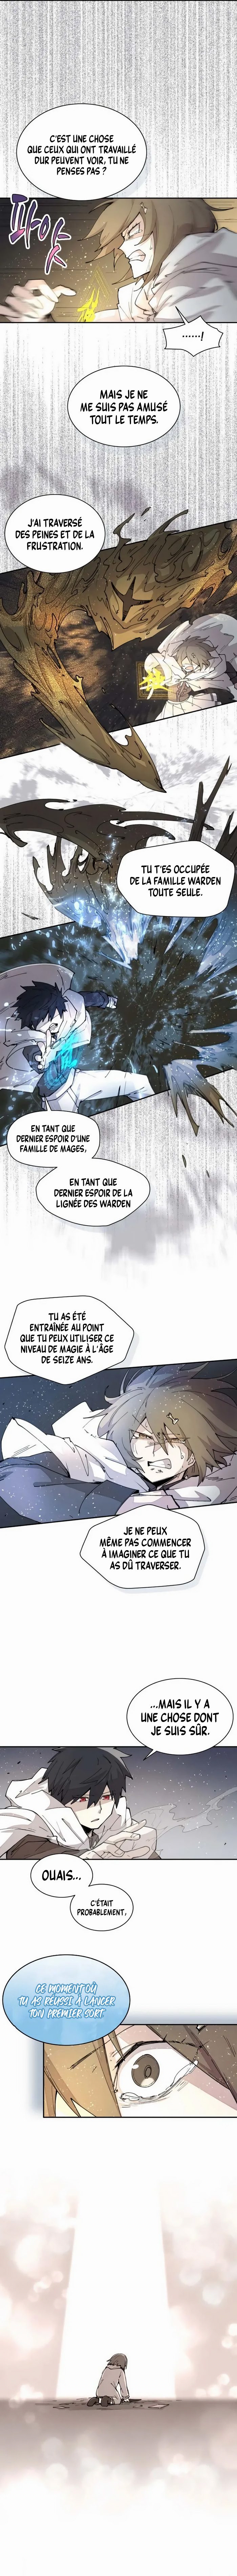 C'EST UNE CHOSE
QUE CEUX QUI ONT TRAVAILLÉ
DUR PEUVENT VOIR, TU NE
PENSES PAS ?
......!
MAIS JE NE
ME SUIS PAS AMUSÉ
TOUT LE TEMPS.
J'AI TRAVERSÉ
DES PEINES ET DE LA
FRUSTRATION.
TU T'ES OCCUPÉE
DE LA FAMILLE WARDEN
TOUTE SEULE.
EN TANT QUE
DERNIER ESPOIR D'UNE
FAMILLE DE MAGES,
EN TANT QUE
DERNIER ESPOIR DE LA
LIGNÉE DES WARDEN
TU AS ÉTÉ
ENTRAÎNÉE AU POINT
QUE TU PEUX UTILISER CE
NIVEAU DE MAGIE À L'ÂGE
DE SEIZE ANS.
JE NE PEUX
MÊME PAS COMMENCER
À IMAGINER CE QUE TU
AS DÛ TRAVERSER.
...MAIS IL Y A
UNE CHOSE DONT
JE SUIS SÛR.
OUAIS...
C'ÉTAIT
PROBABLEMENT,
CE MOMENT OÙ
TU AS RÉUSSI À LANCER
TON PREMIER SORT.